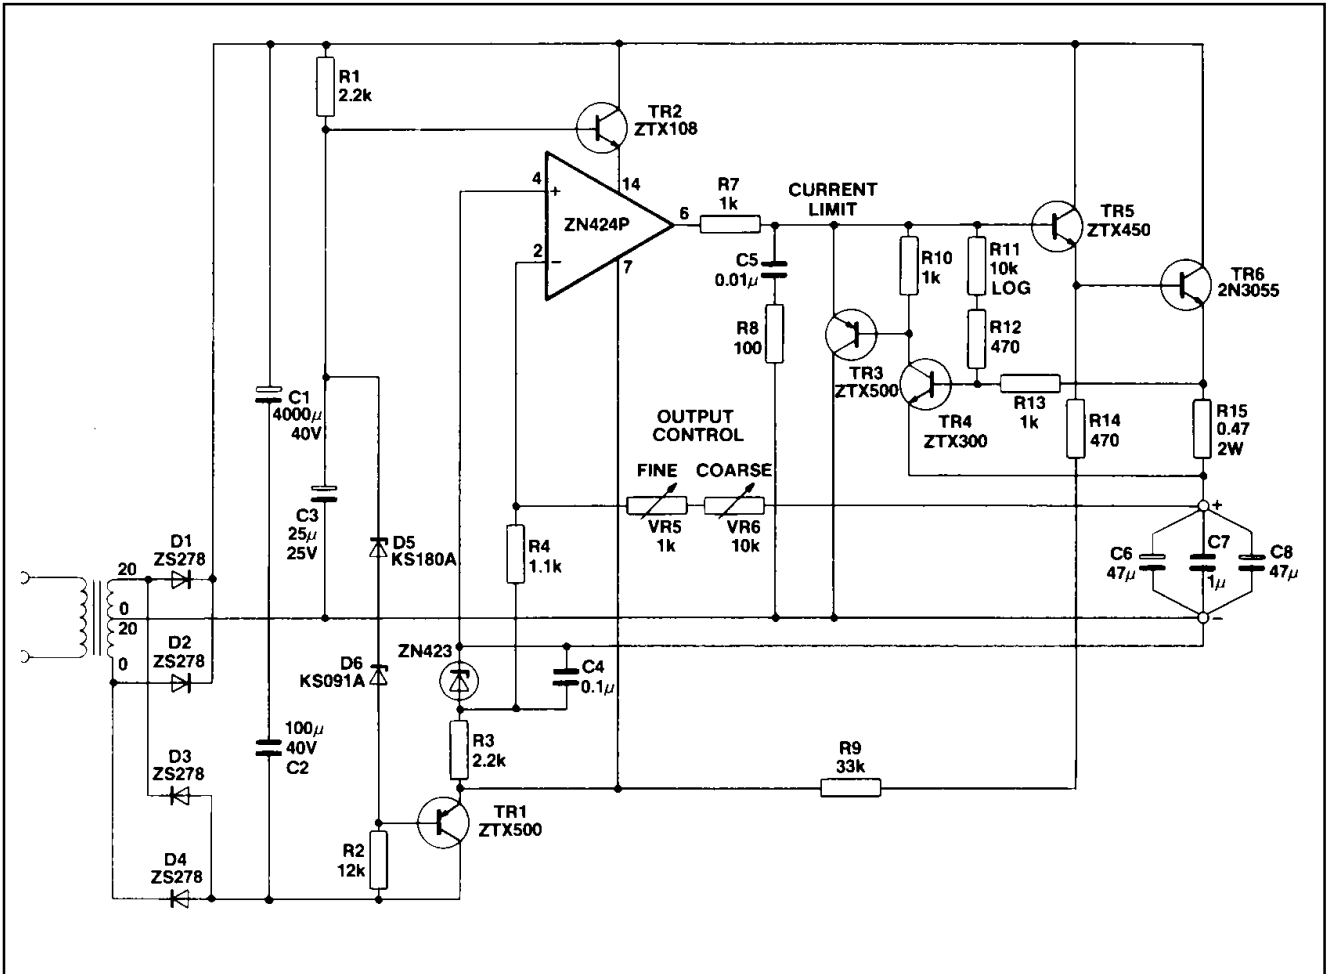 R1
2.2k
TR2
ZTX108
4
+
14
ZN424P
6
2
−
7
R7
1k
CURRENT
LIMIT
C5
0.01μ
R8
100
R10
1k
R11
10k
LOG
R12
470
TR5
ZTX450
TR6
2N3055
TR3
ZTX500
TR4
ZTX300
R13
1k
R14
470
R15
0.47
2W
C1
4000μ
40V
C3
25μ
25V
OUTPUT
CONTROL
FINE
COARSE
VR5
1k
VR6
10k
R4
1.1k
D5
KS180A
+
C6
47μ
C7
1μ
C8
47μ
−
D1
ZS278
20
0
20
0
D2
ZS278
D6
KS091A
ZN423
C4
0.1μ
100μ
40V
C2
R3
2.2k
D3
ZS278
R9
33k
TR1
ZTX500
R2
12k
D4
ZS278